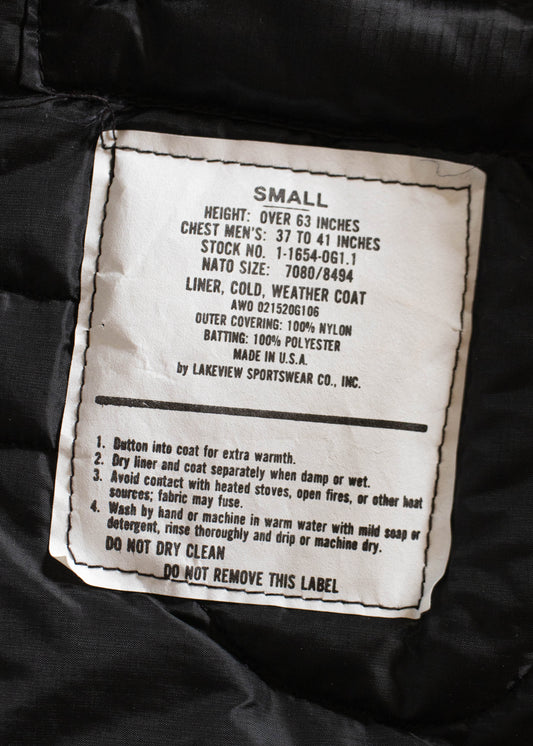 SMALL
HEIGHT: OVER 63 INCHES
CHEST MEN'S: 37 TO 41 INCHES
STOCK NO. 1-1654-0G1.1
NATO SIZE: 7080/8494
LINER, COLD, WEATHER COAT
AWO 021520G106
OUTER COVERING: 100% NYLON
BATTING: 100% POLYESTER
MADE IN U.S.A.
by LAKEVIEW SPORTSWEAR CO., INC.
1. Button into coat for extra warmth.
2. Dry liner and coat separately when damp or wet.
3. Avoid contact with heated stoves, open fires, or other heat
sources; fabric may fuse.
4. Wash by hand or machine in warm water with mild soap or
detergent, rinse thoroughly and drip or machine dry.
DO NOT DRY CLEAN
DO NOT REMOVE THIS LABEL